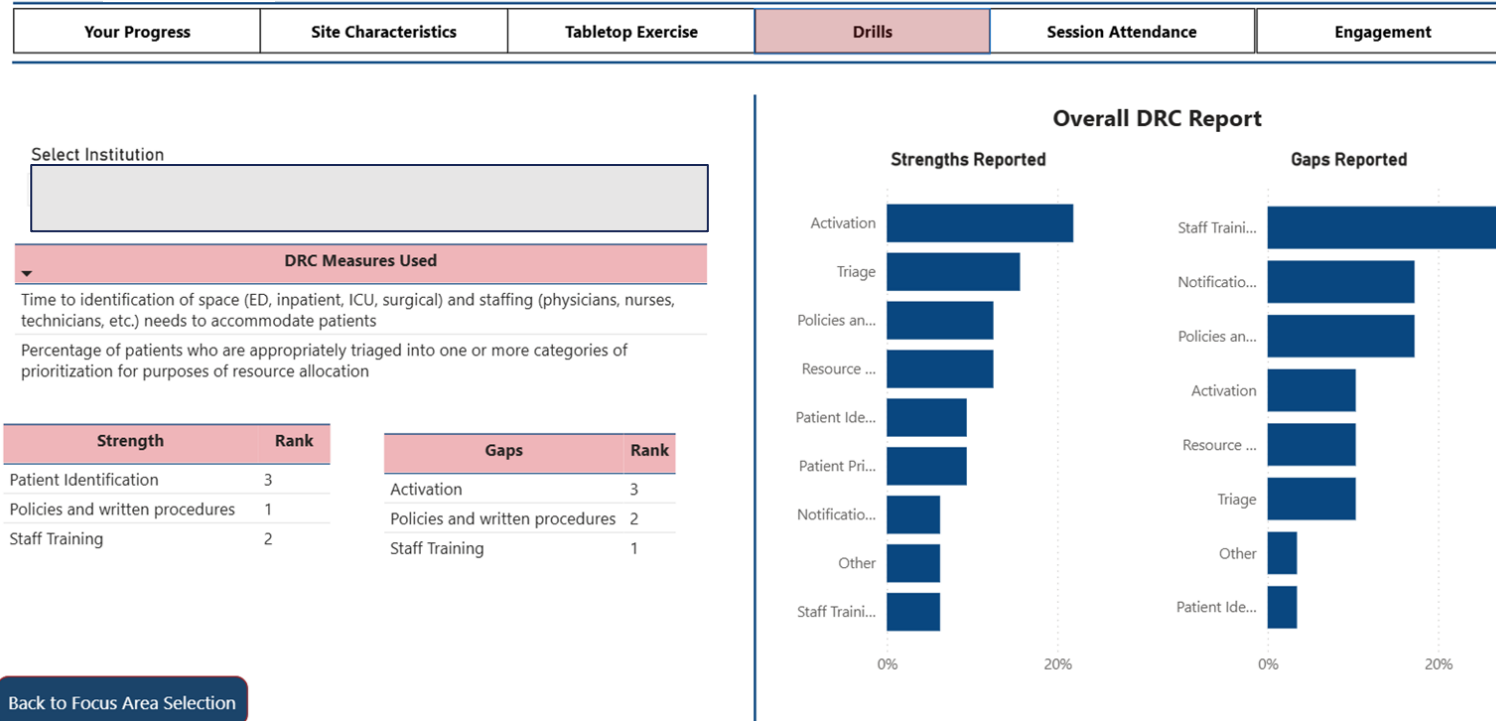 Your Progress
Site Characteristics
Tabletop Exercise
Drills
Session Attendance
Engagement
Select Institution
DRC Measures Used
Time to identification of space (ED, inpatient, ICU, surgical) and staffing (physicians, nurses,
technicians, etc.) needs to accommodate patients
Percentage of patients who are appropriately triaged into one or more categories of
prioritization for purposes of resource allocation
Strength Rank
Patient Identification 3
Policies and written procedures 1
Staff Training 2
Gaps Rank
Activation 3
Policies and written procedures 2
Staff Training 1
Back to Focus Area Selection
Overall DRC Report
Strengths Reported
Activation
Triage
Policies an...
Resource ...
Patient Ide...
Patient Pri...
Notificatio...
Other
Staff Traini...
0% 20%
Gaps Reported
Staff Traini...
Notificatio...
Policies an...
Activation
Resource ...
Triage
Other
Patient Ide...
0% 20%